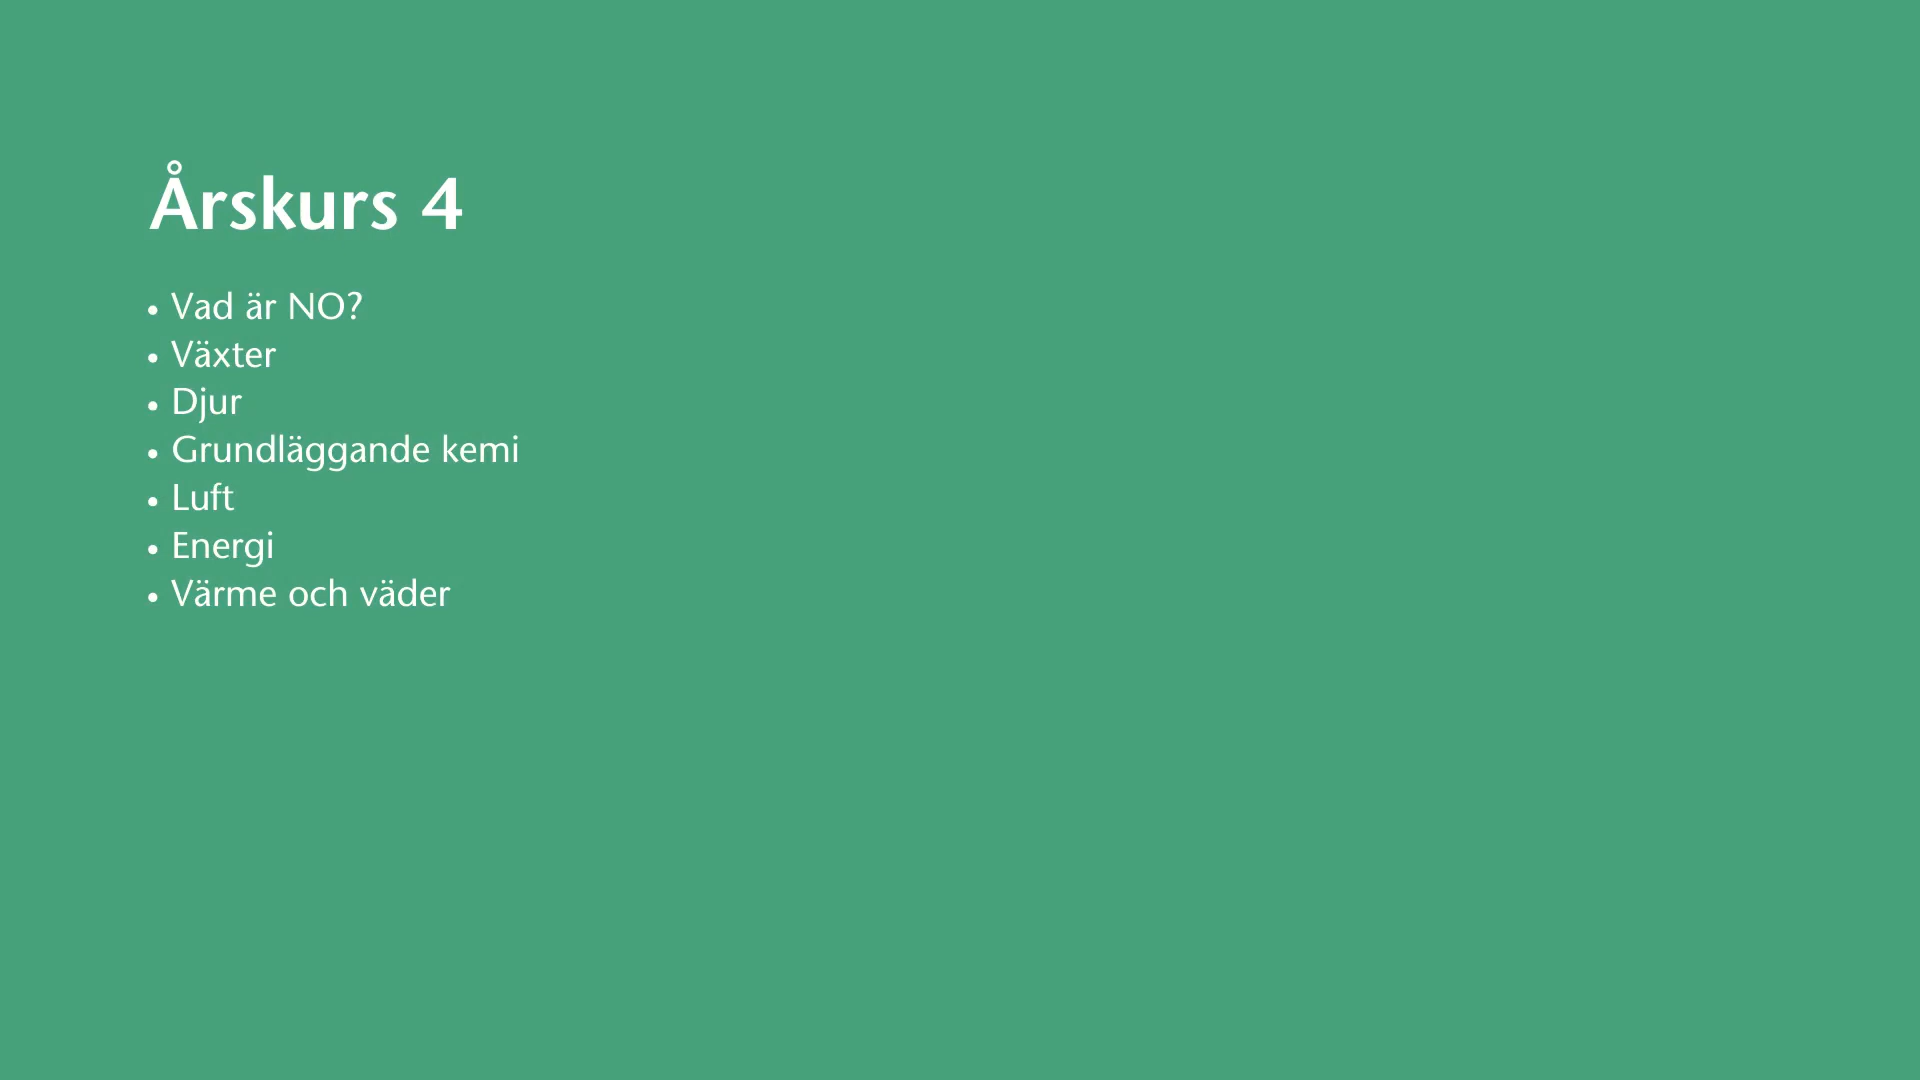 Årskurs 4
• Vad är NO?
• Växter
• Djur
• Grundläggande kemi
• Luft
• Energi
• Värme och väder